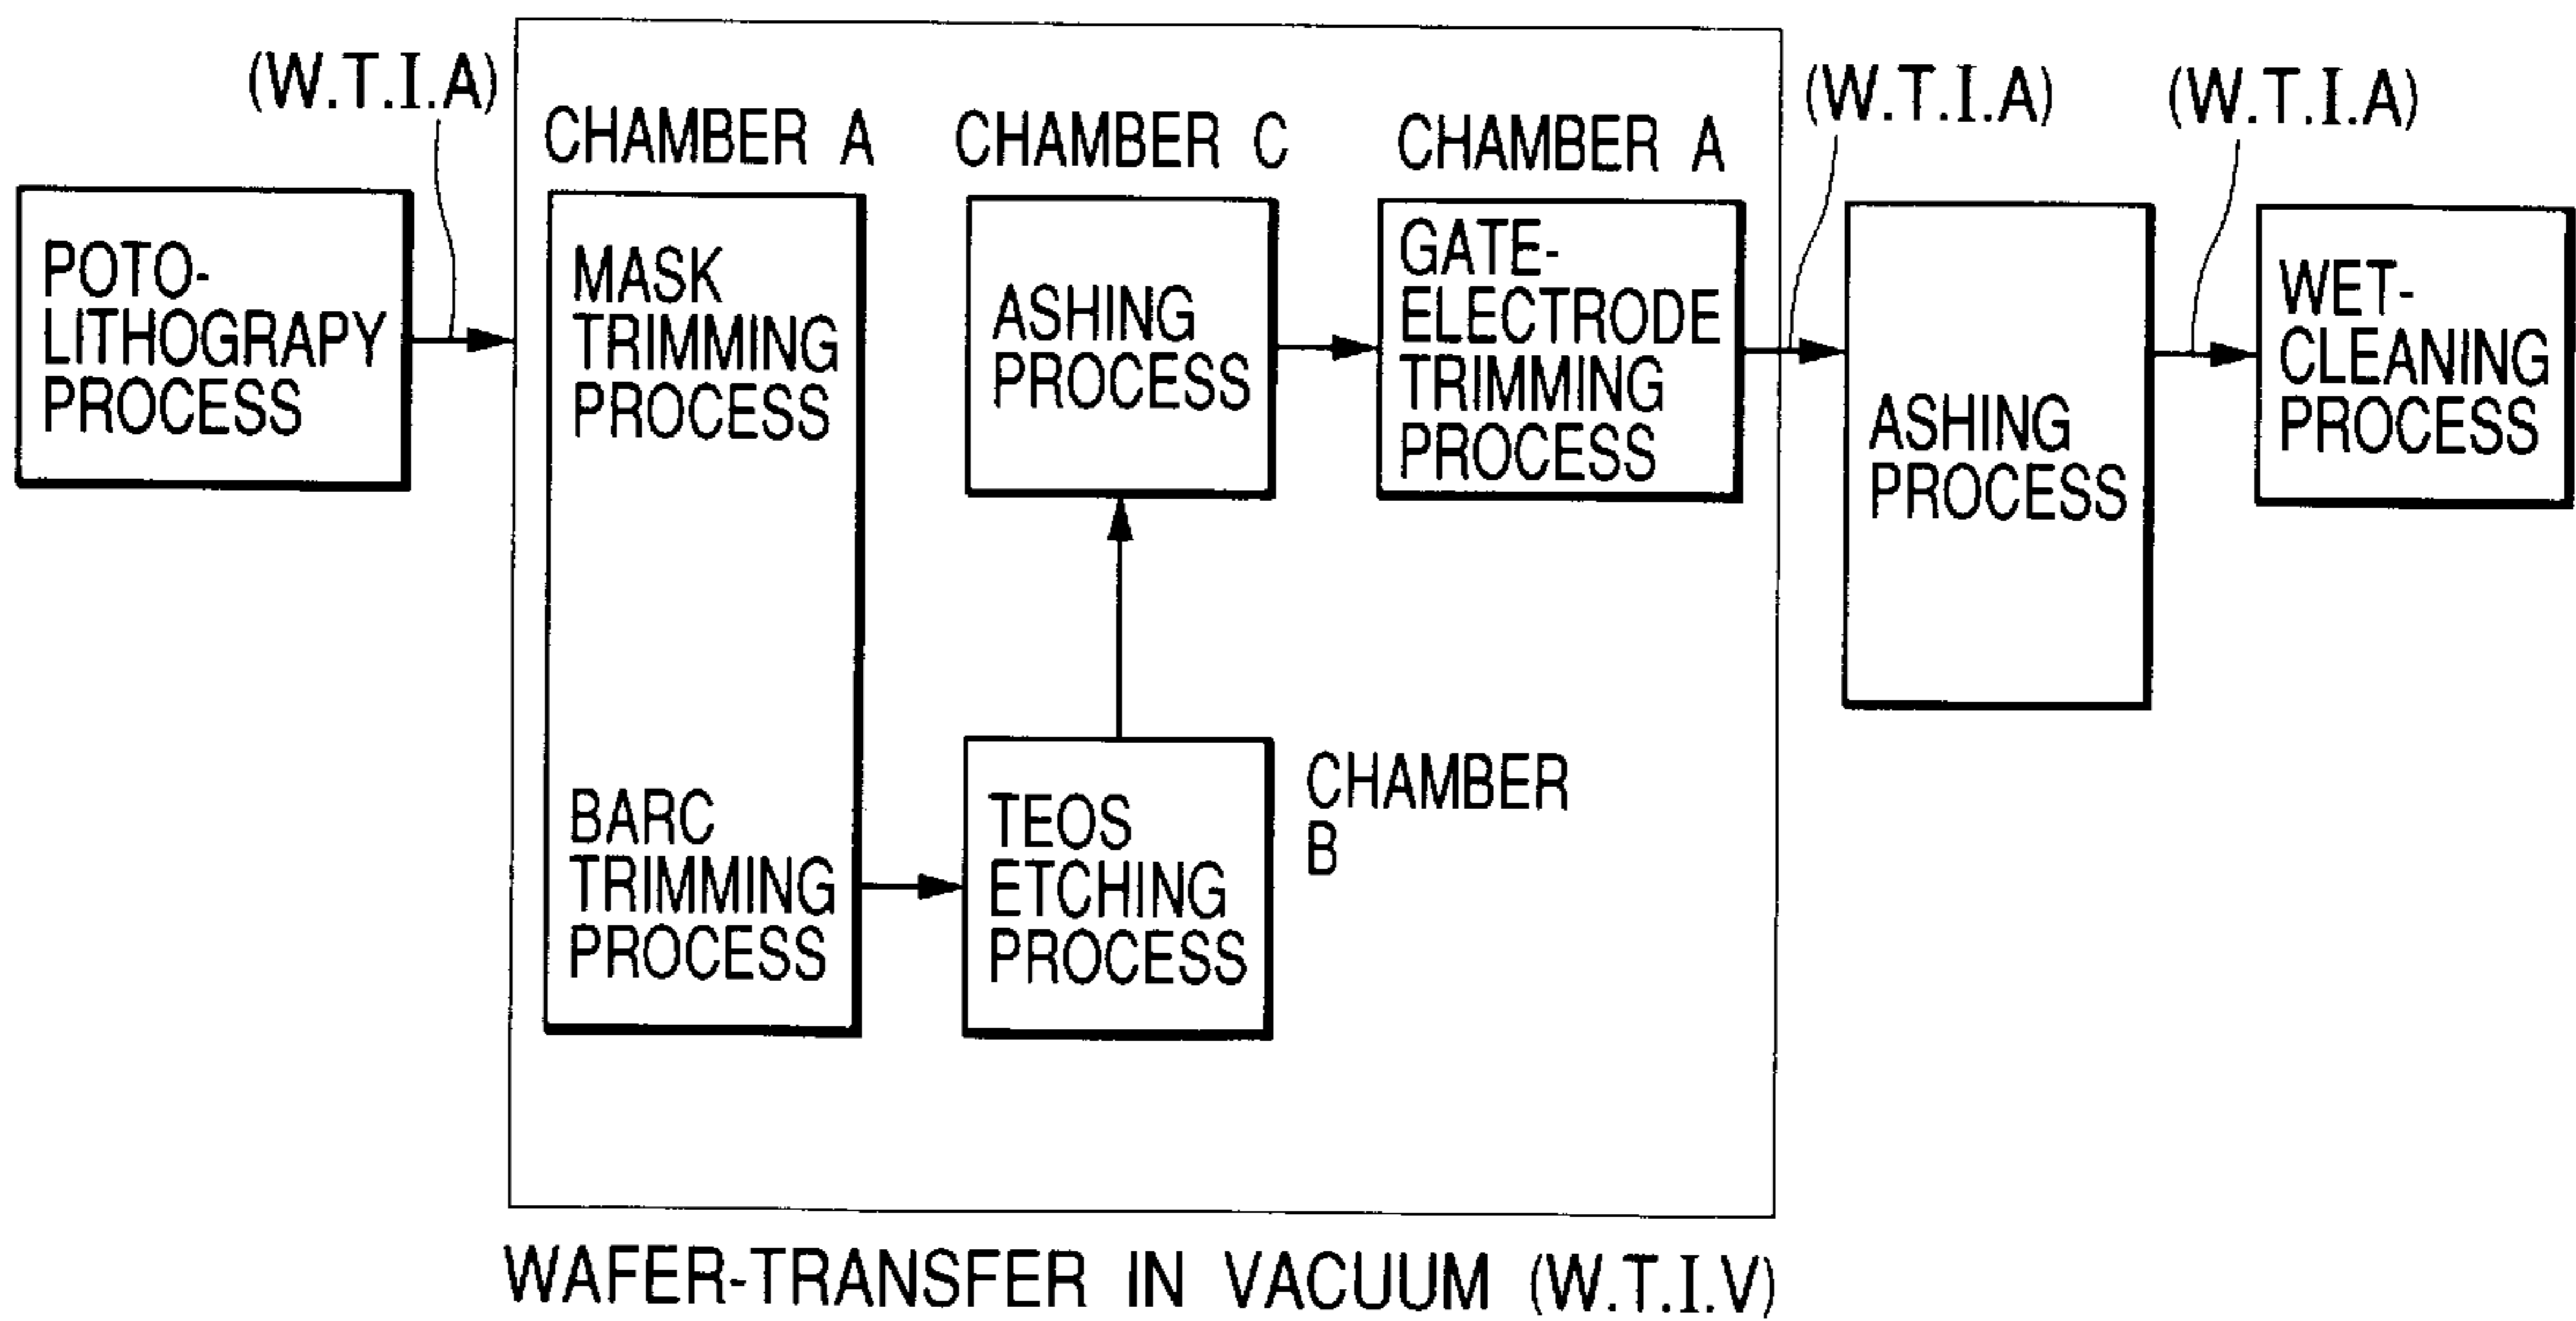 (W.T.I.A)
(W.T.I.A)
(W.T.I.A)
CHAMBER A
CHAMBER C
CHAMBER A
POTO-
LITHOGRAPY
PROCESS
MASK
TRIMMING
PROCESS
BARC
TRIMMING
PROCESS
TEOS
ETCHING
PROCESS
CHAMBER
B
ASHING
PROCESS
GATE-
ELECTRODE
TRIMMING
PROCESS
ASHING
PROCESS
WET-
CLEANING
PROCESS
WAFER-TRANSFER IN VACUUM (W.T.I.V)